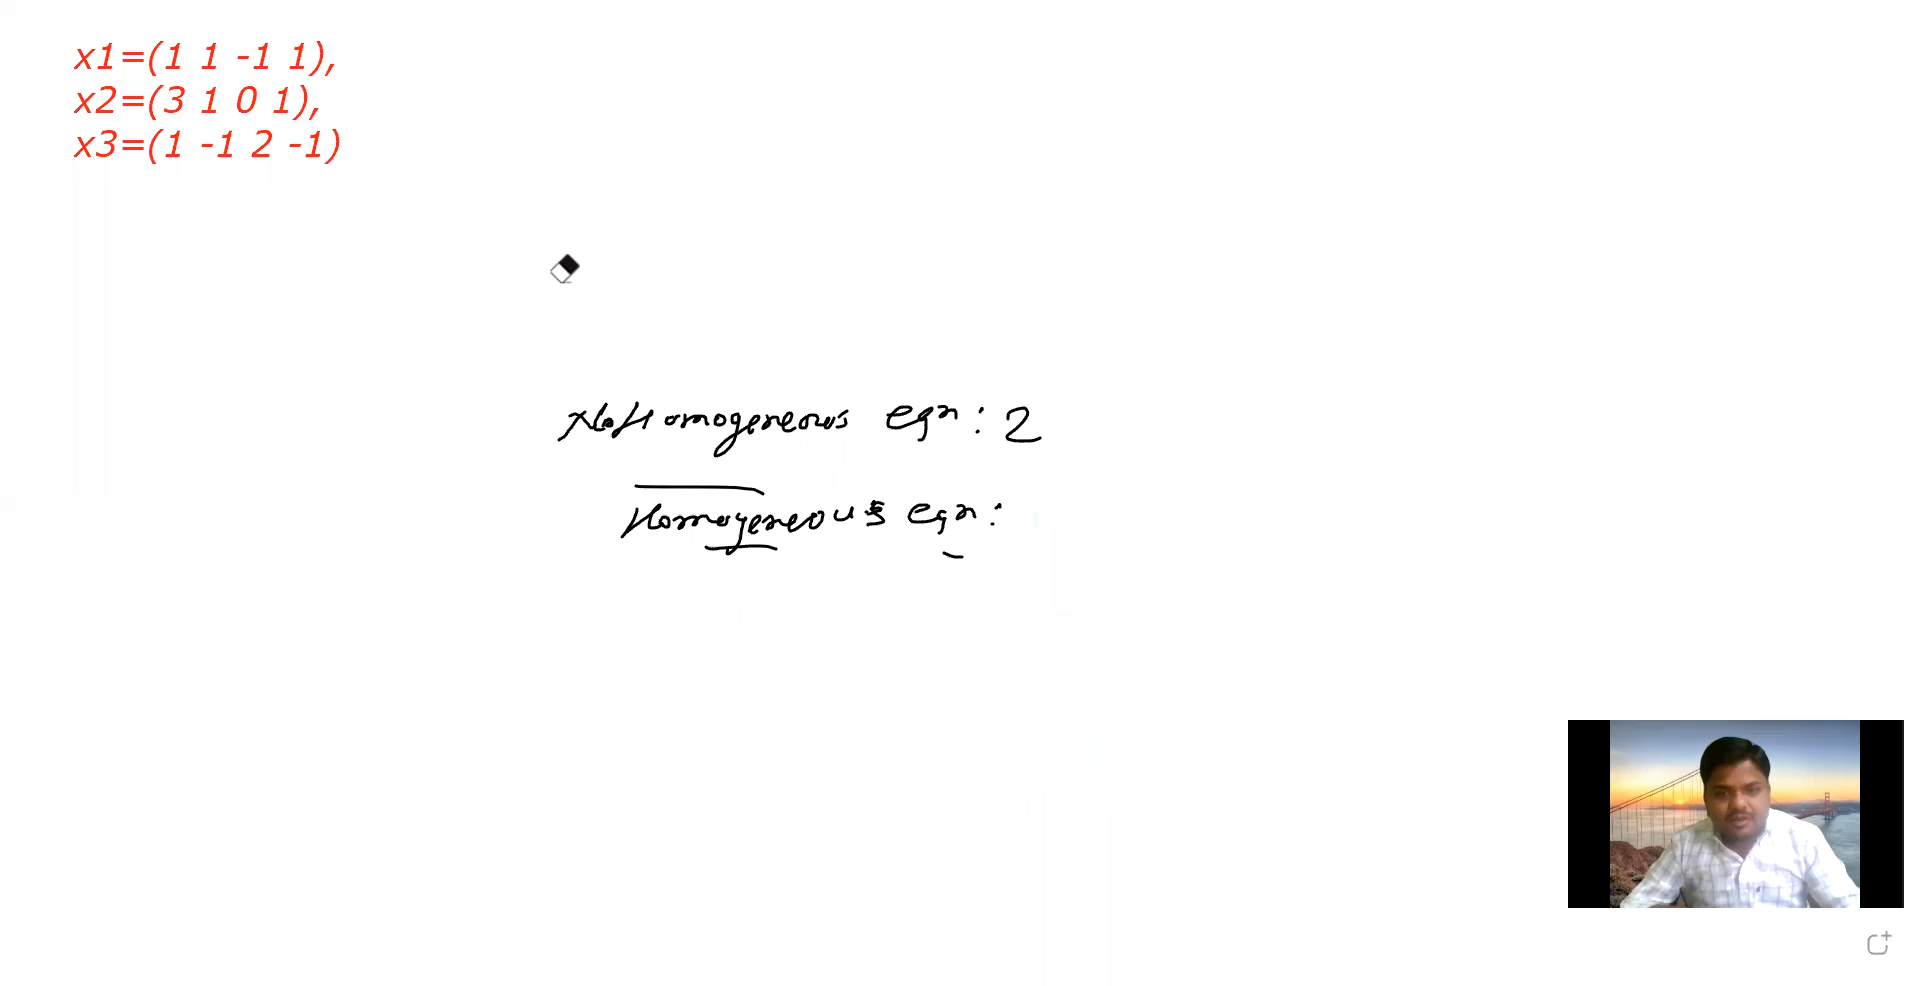 x1=(1 1 -1 1),
x2=(3 1 0 1),
x3=(1 -1 2 -1)
Homogeneous eqn: 2
Homogeneous eqn: